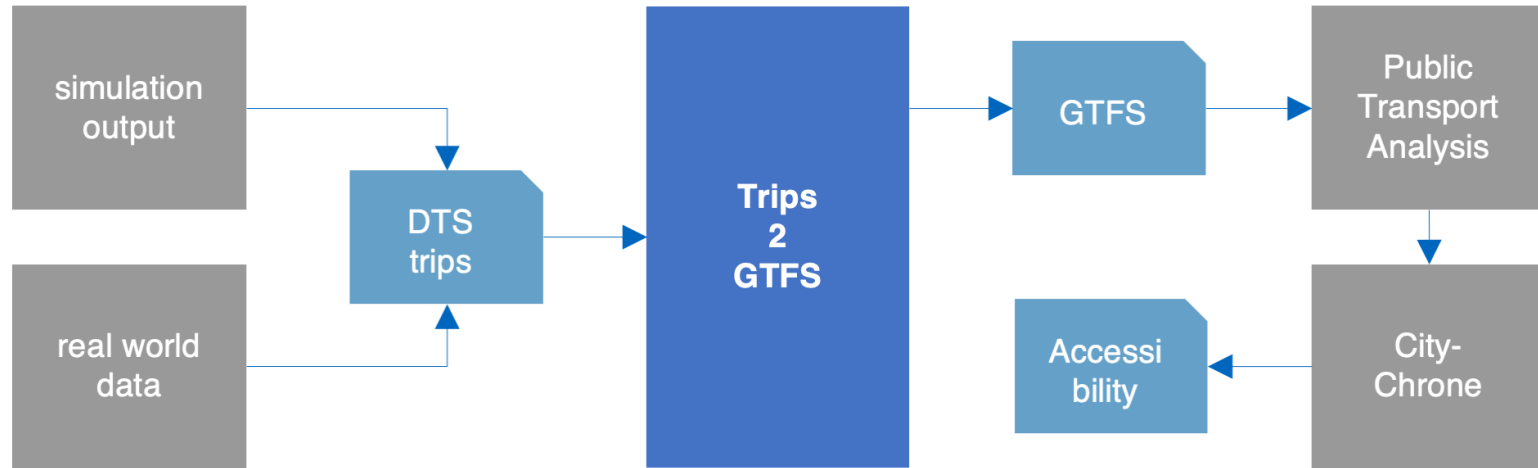 simulation
output
real world
data
DTS
trips
Trips
2
GTFS
GTFS
Public
Transport
Analysis
City-
Chrone
Accessi
bility